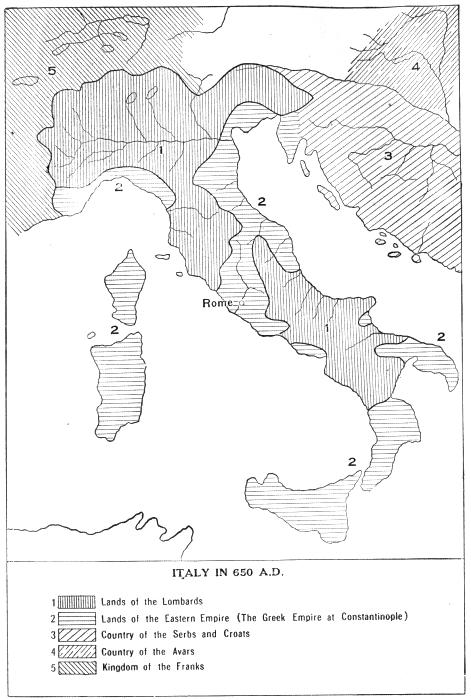 5
4
1
3
2
2
Rome
1
2
2
2
ITALY IN 650 A.D.
1 Lands of the Lombards
2 Lands of the Eastern Empire (The Greek Empire at Constantinople)
3 Country of the Serbs and Croats
4 Country of the Avars
5 Kingdom of the Franks